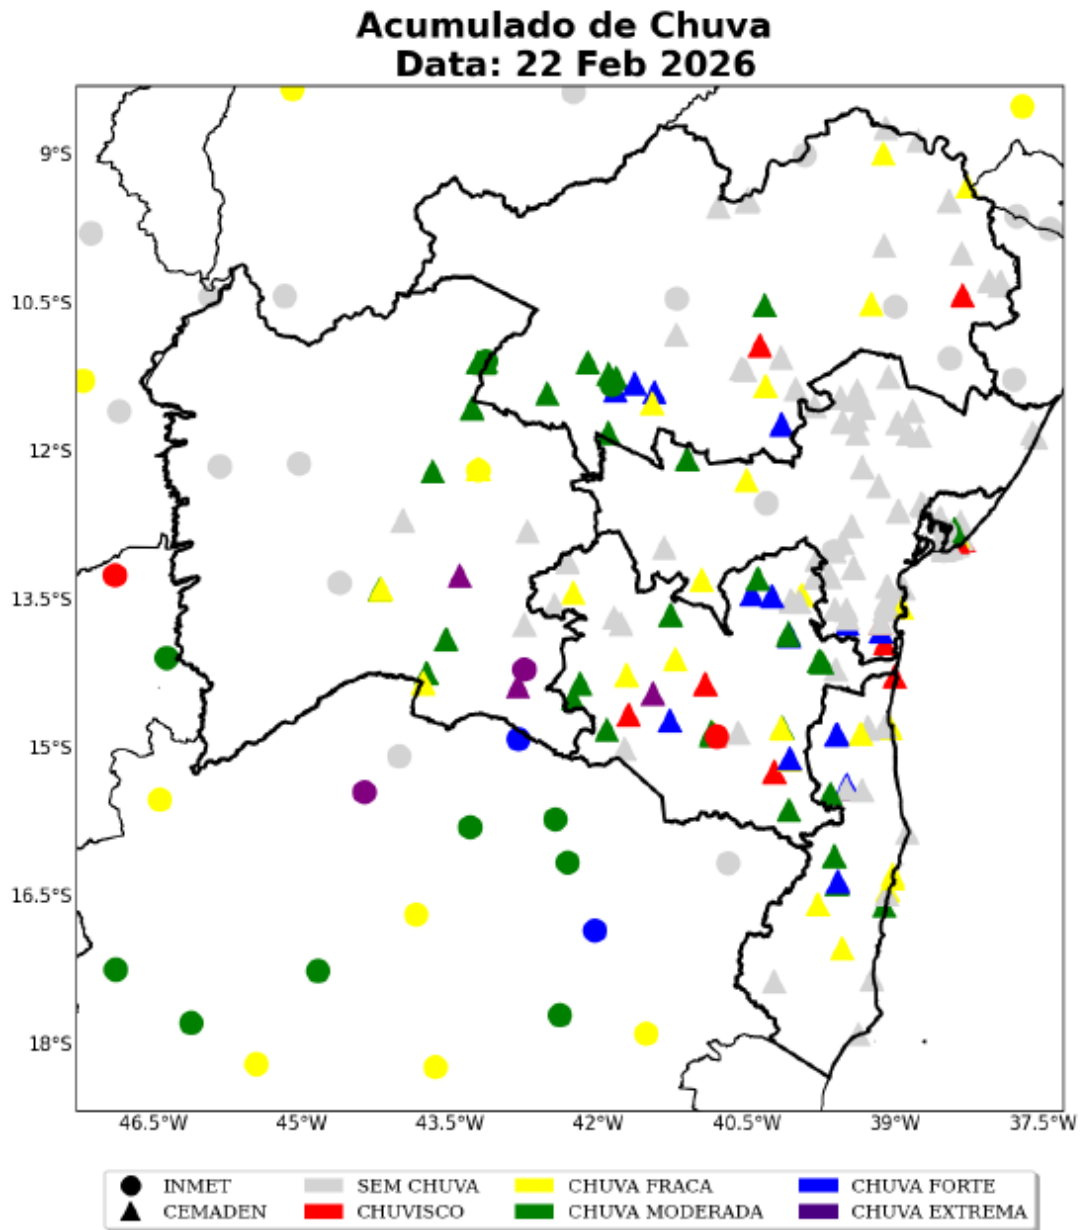 Acumulado de Chuva
Data: 22 Feb 2026
9°S
10.5°S
12°S
13.5°S
15°S
16.5°S
18°S
46.5°W 45°W 43.5°W 42°W 40.5°W 39°W 37.5°W
INMET SEM CHUVA CHUVA FRACA CHUVA FORTE
CEMADEN CHUVISCO CHUVA MODERADA CHUVA EXTREMA